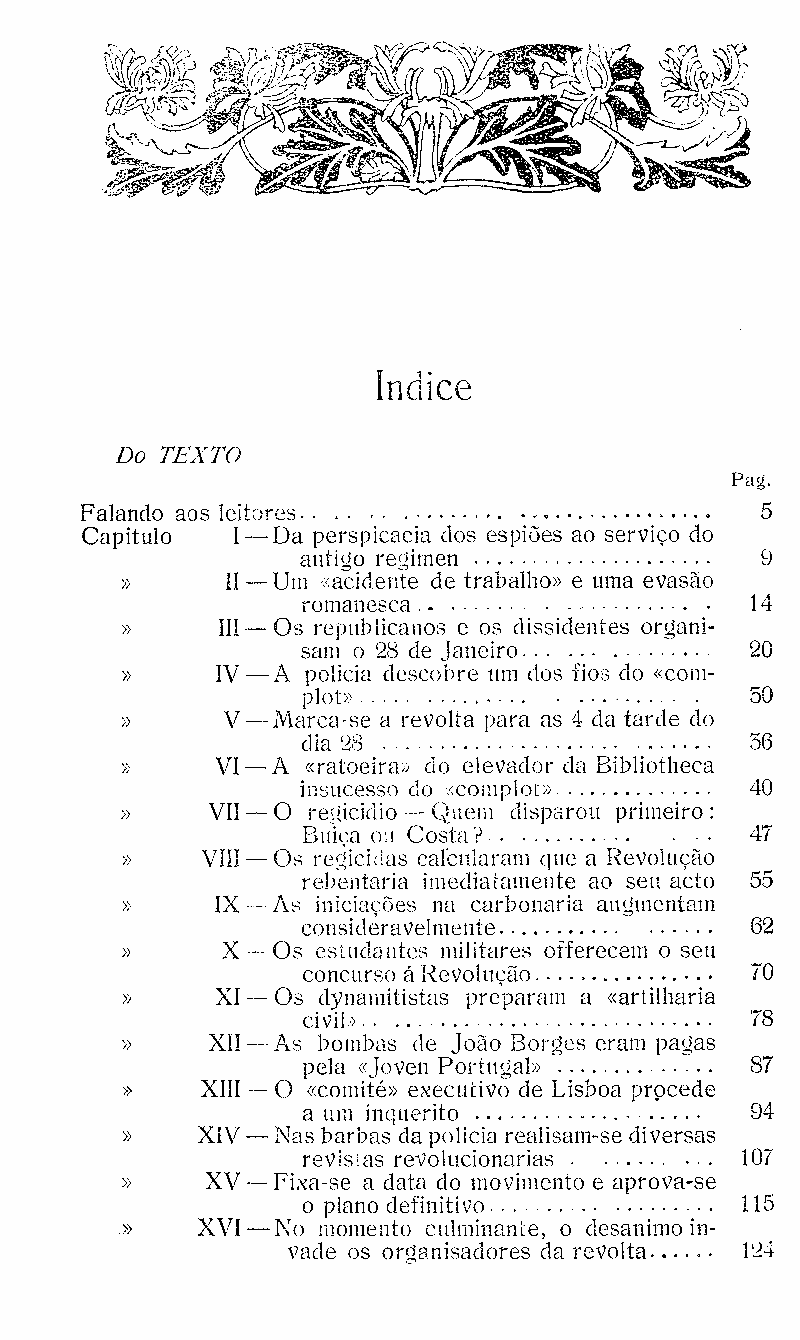 Indice
Do TEXTO
Pag.
Falando aos leitores 5
Capitulo I — Da perspicacia dos espiões ao serviço do
antigo regimen 9
» II — Um «acidente de trabalho» e uma evasão
romanesca 14
» III — Os republicanos e os dissidentes organi-
sam o 28 de Janeiro 20
» IV — A policia descobre um dos fios do «com-
plot» 30
» V — Marca-se a revolta para as 4 da tarde do
dia 28 36
» VI — A «ratoeira» do elevador da Bibliotheca
insucesso do «complot» 40
» VII — O regicidio — Quem disparou primeiro:
Buiça ou Costa? 47
» VIII — Os regicidas calcularam que a Revolução
rebentaria imediatamente ao seu acto 55
» IX — As iniciações na carbonaria augmentam
consideravelmente 62
» X — Os estudantes militares offerecem o seu
concurso á Revolução 70
» XI — Os dynamitistas preparam a «artilharia
civil» 78
» XII — As bombas de João Borges eram pagas
pela «Joven Portugal» 87
» XIII — O «comité» executivo de Lisboa procede
a um inquerito 94
» XIV — Nas barbas da policia realisam-se diversas
revistas revolucionarias 107
» XV — Fixa-se a data do movimento e aprova-se
o plano definitivo 115
» XVI — No momento culminante, o desanimo in-
vade os organisadores da revolta 124